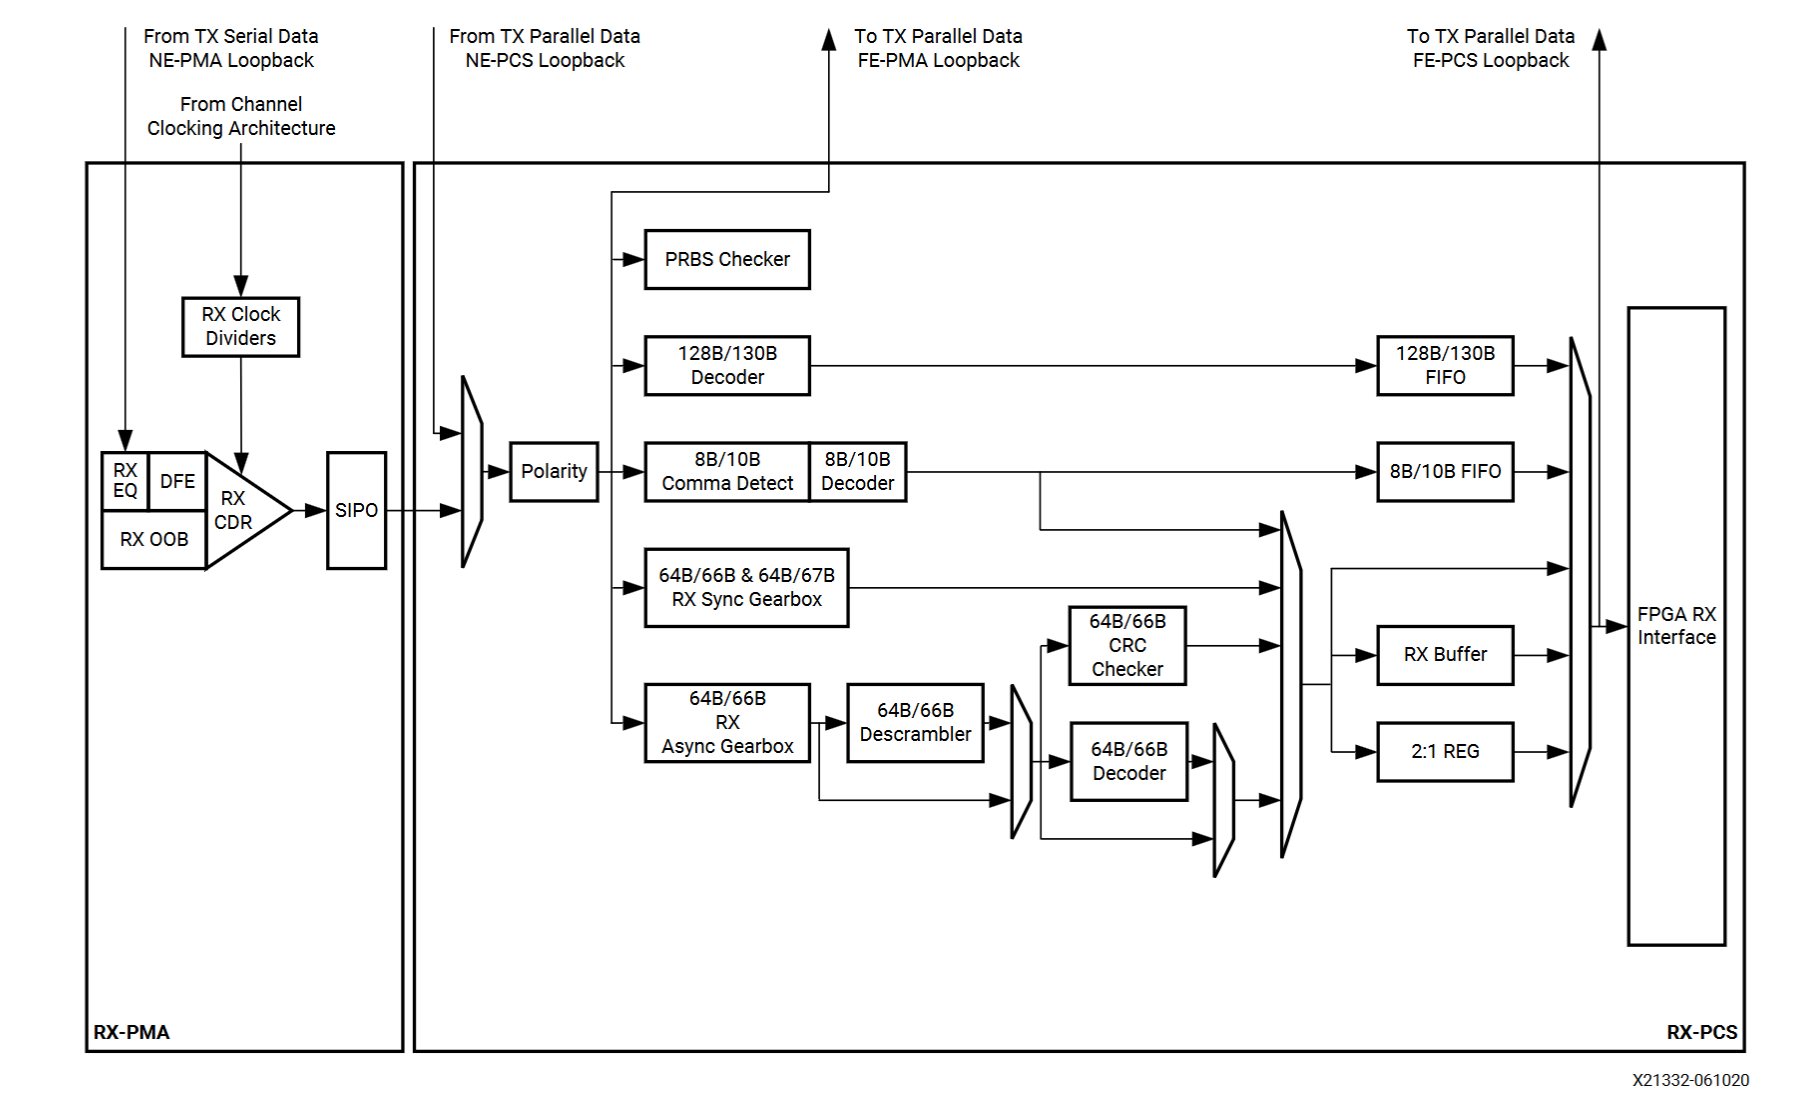 From TX Serial Data
NE-PMA Loopback
From TX Parallel Data
NE-PCS Loopback
To TX Parallel Data
FE-PMA Loopback
To TX Parallel Data
FE-PCS Loopback
From Channel
Clocking Architecture
RX Clock
Dividers
RX
EQ
DFE
RX OOB
RX
CDR
SIPO
Polarity
PRBS Checker
128B/130B
Decoder
128B/130B
FIFO
8B/10B
Comma Detect
8B/10B
Decoder
8B/10B FIFO
64B/66B & 64B/67B
RX Sync Gearbox
64B/66B
CRC
Checker
64B/66B
RX
Async Gearbox
64B/66B
Descrambler
64B/66B
Decoder
RX Buffer
2:1 REG
FPGA RX
Interface
RX-PMA
RX-PCS
X21332-061020